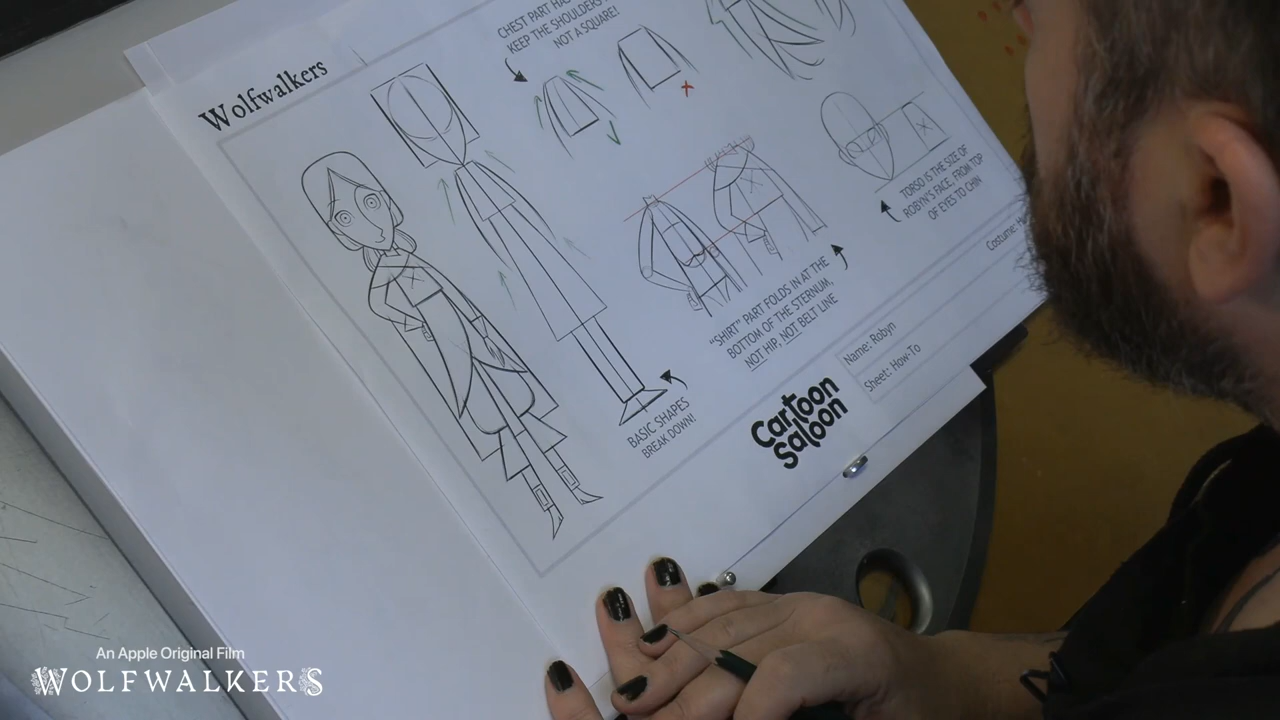 Wolfwalkers
CHEST PART HA
KEEP THE SHOULDERS
NOT A SQUARE!
TORSO IS THE SIZE OF
ROBYN'S FACE, FROM TOP
OF EYES TO CHIN
"SHIRT" PART FOLDS IN AT THE
BOTTOM OF THE STERNUM,
NOT HIP, NOT BELT LINE
BASIC SHAPES
BREAK DOWN!
Costume:
Name: Robyn
Sheet: How-To
Cartoon
Saloon
An Apple Original Film
WOLFWALKERS